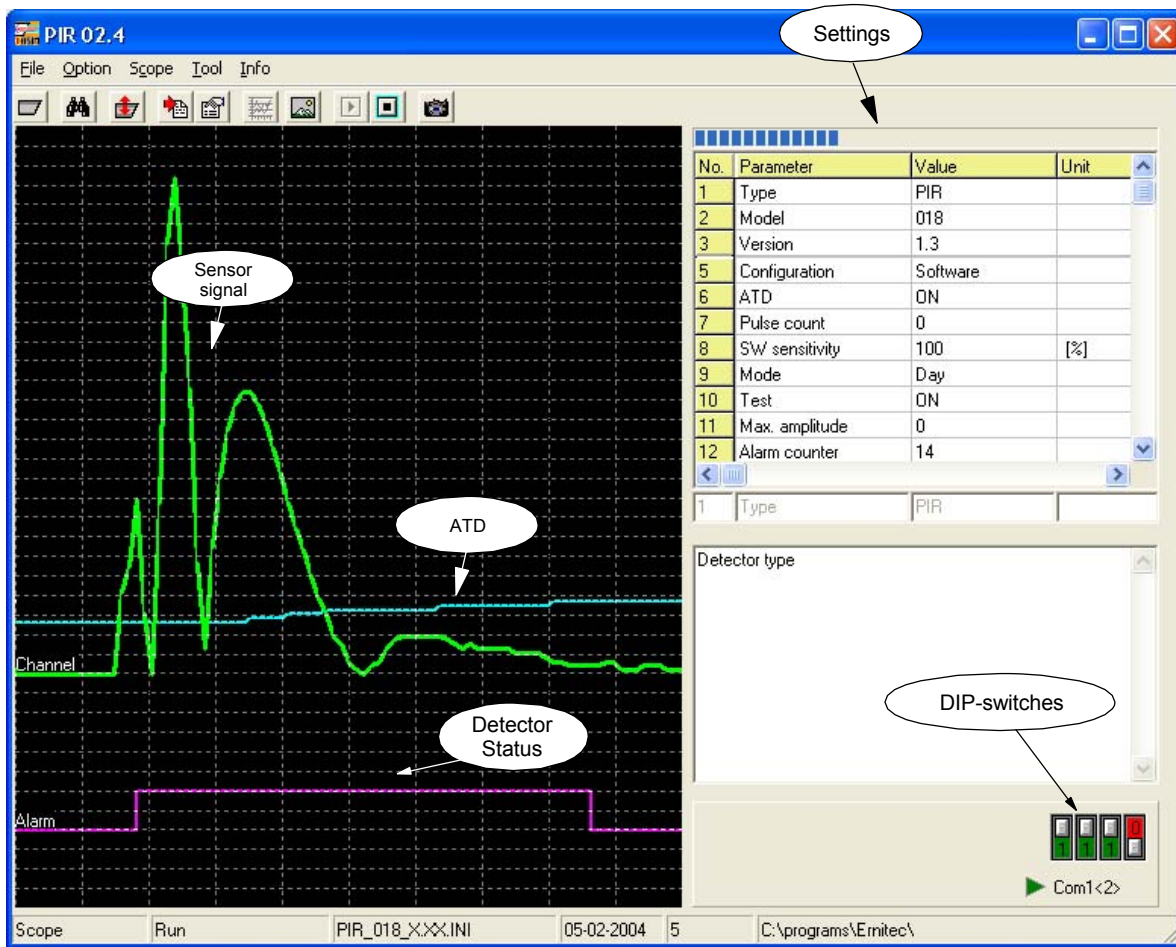 PIR 02.4
Settings
File Option Scope Tool Info
Sensor
signal
ATD
Channel
Detector
Status
Alarm
No. Parameter Value Unit
1 Type PIR
2 Model 018
3 Version 1.3
5 Configuration Software
6 ATD ON
7 Pulse count 0
8 SW sensitivity 100 [%]
9 Mode Day
10 Test ON
11 Max. amplitude 0
12 Alarm counter 14
1 Type PIR
Detector type
DIP-switches
1 1 1 0
Com1<2>
Scope Run PIR_018_X.XX.INI 05-02-2004 5 C:\programs\Ernitec\